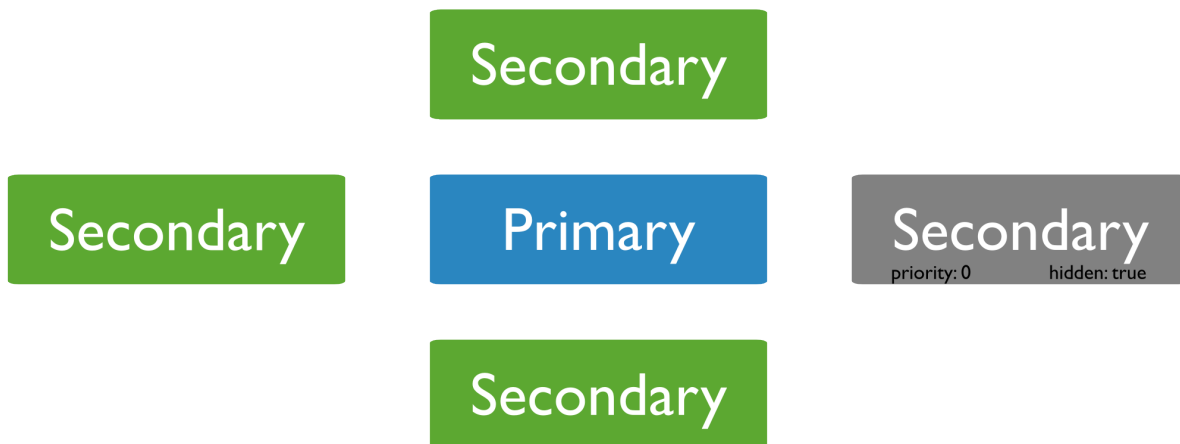 Secondary
Secondary
Primary
Secondary
priority: 0
hidden: true
Secondary